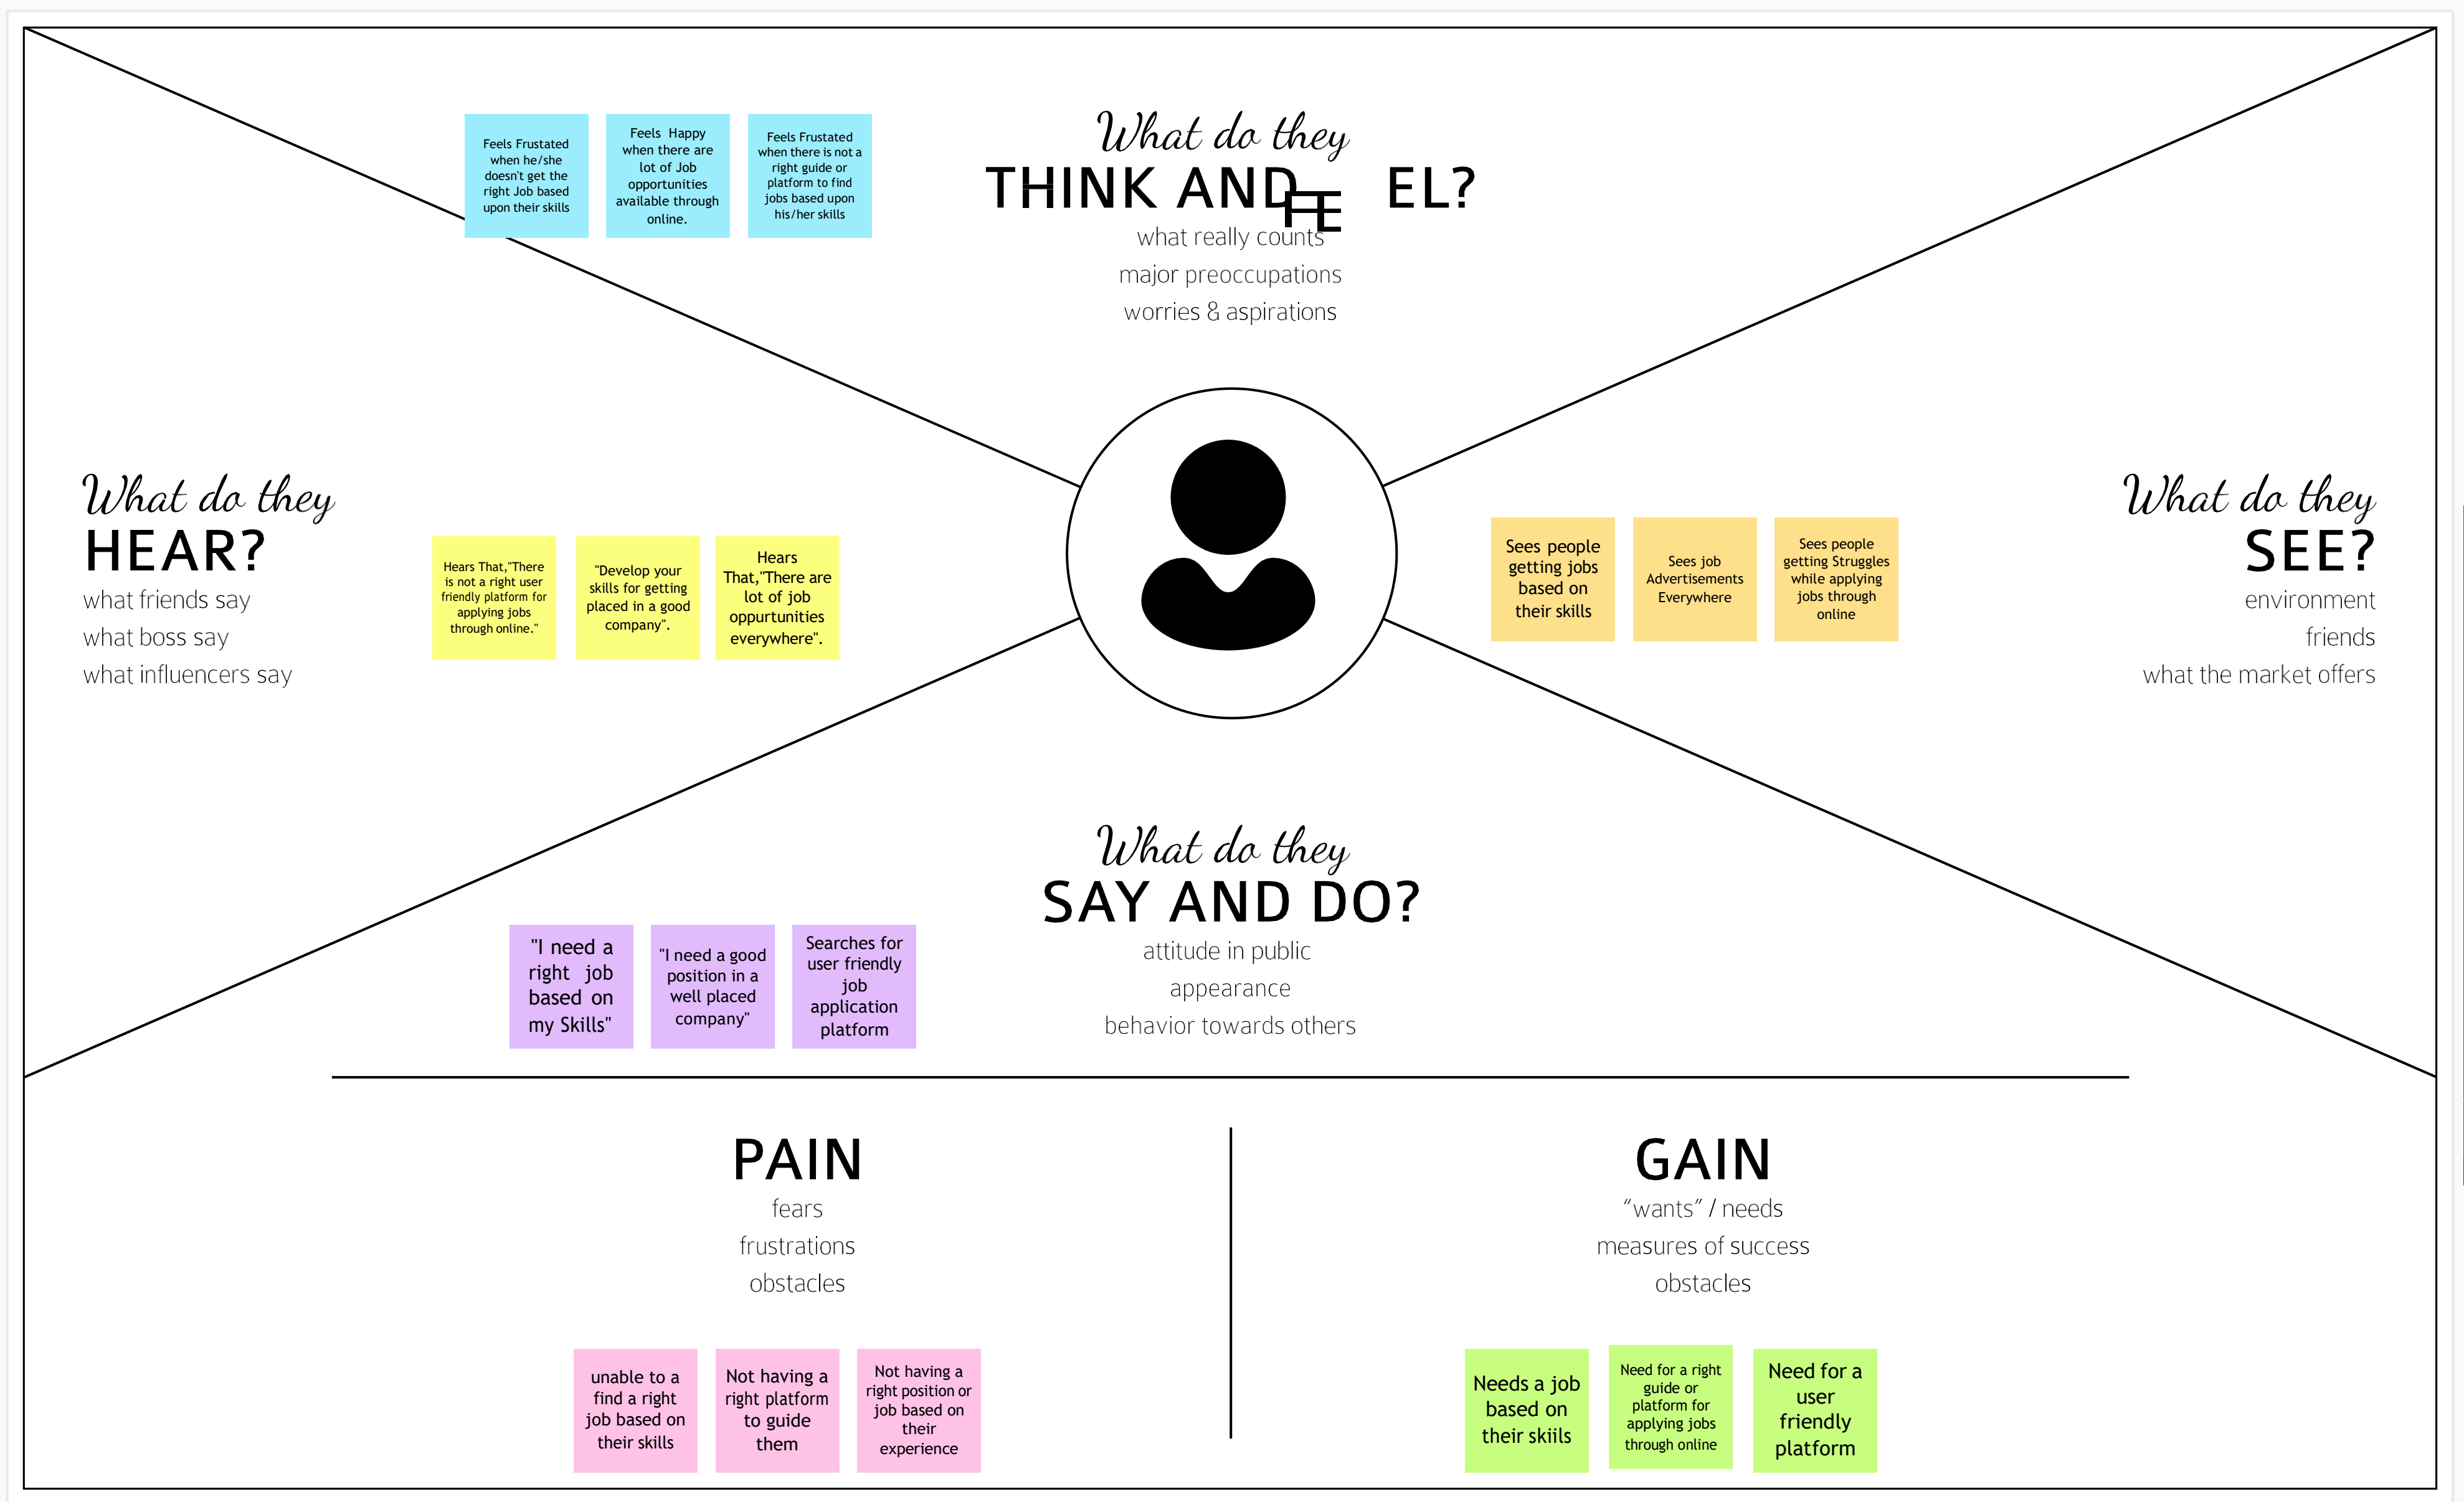 Feels Frustated
when he/she
doesn't get the
right Job based
upon their skills
Feels Happy
when there are
lot of Job
opportunities
available through
online.
Feels Frustated
when there is not a
right guide or
platform to find
jobs based upon
his/her skills
What do they
THINK AND FEEL?
what really counts
major preoccupations
worries & aspirations
What do they
HEAR?
what friends say
what boss say
what influencers say
Hears That,"There
is not a right user
friendly platform for
applying jobs
through online."
"Develop your
skills for getting
placed in a good
company".
Hears
That,"There are
lot of job
oppurtunities
everywhere".
Sees people
getting jobs
based on
their skills
Sees job
Advertisements
Everywhere
Sees people
getting Struggles
while applying
jobs through
online
What do they
SEE?
environment
friends
what the market offers
What do they
SAY AND DO?
attitude in public
appearance
behavior towards others
"I need a
right job
based on
my Skills"
"I need a good
position in a
well placed
company"
Searches for
user friendly
job
application
platform
PAIN
fears
frustrations
obstacles
unable to a
find a right
job based on
their skills
Not having a
right platform
to guide
them
Not having a
right position or
job based on
their
experience
GAIN
“wants” / needs
measures of success
obstacles
Needs a job
based on
their skiils
Need for a right
guide or
platform for
applying jobs
through online
Need for a
user
friendly
platform